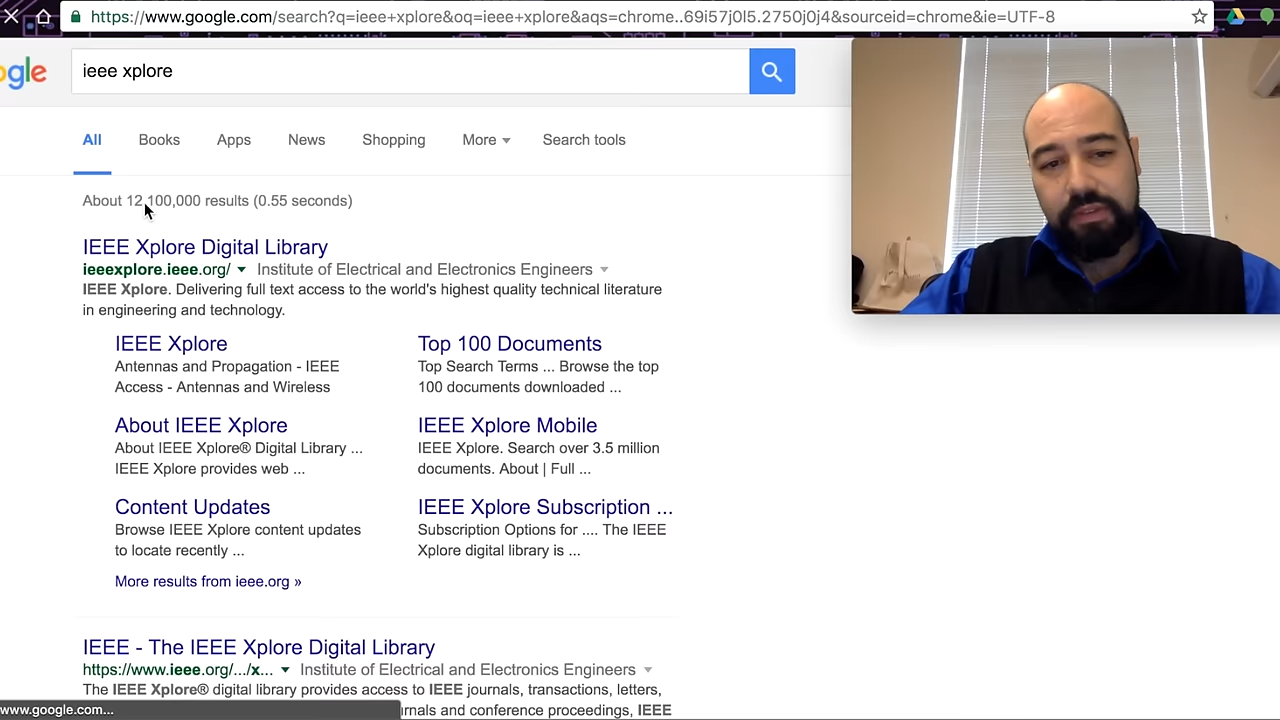 https://www.google.com/search?q=ieee+xplore&oq=ieee+xplore&aqs=chrome..69i57j0l5.2750j0j4&sourceid=chrome&ie=UTF-8
ogle
ieee xplore
All Books Apps News Shopping More Search tools
About 12,100,000 results (0.55 seconds)
IEEE Xplore Digital Library
ieeexplore.ieee.org/ Institute of Electrical and Electronics Engineers
IEEE Xplore. Delivering full text access to the world's highest quality technical literature
in engineering and technology.
IEEE Xplore
Antennas and Propagation - IEEE
Access - Antennas and Wireless
Top 100 Documents
Top Search Terms ... Browse the top
100 documents downloaded ...
About IEEE Xplore
About IEEE Xplore® Digital Library ...
IEEE Xplore provides web ...
IEEE Xplore Mobile
IEEE Xplore. Search over 3.5 million
documents. About | Full ...
Content Updates
Browse IEEE Xplore content updates
to locate recently ...
IEEE Xplore Subscription ...
Subscription Options for .... The IEEE
Xplore digital library is ...
More results from ieee.org »
IEEE - The IEEE Xplore Digital Library
https://www.ieee.org/.../x... Institute of Electrical and Electronics Engineers
The IEEE Xplore® digital library provides access to IEEE journals, transactions, letters,
www.google.com... rnals and conference proceedings, IEEE